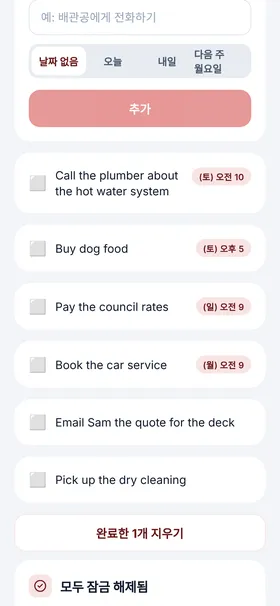 예: 배관공에게 전화하기
날짜 없음
오늘
내일
다음 주
월요일
추가
Call the plumber about
the hot water system
(토) 오전 10
Buy dog food
(토) 오후 5
Pay the council rates
(일) 오전 9
Book the car service
(월) 오전 9
Email Sam the quote for the deck
Pick up the dry cleaning
완료한 1개 지우기
모두 잠금 해제됨